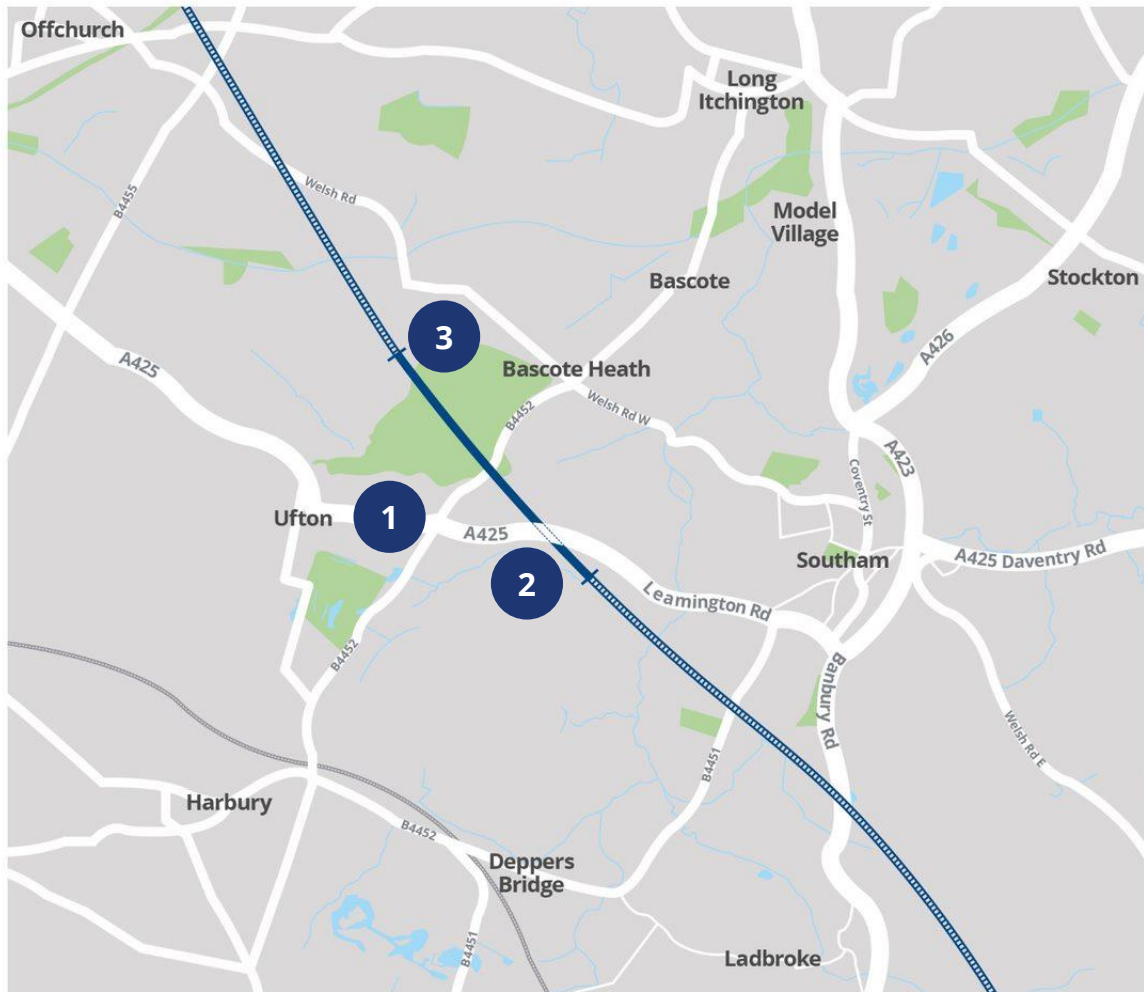 Offchurch
Long
Itchington
B4455
Welsh Rd
Model
Village
Bascote
Stockton
3
A425
A426
Bascote Heath
B4452
Welsh Rd W
A423
Coventry St
1
Ufton
A425
2
Southam
A425 Daventry Rd
Leamington Rd
B4452
Banbury Rd
Welsh Rd E
B4451
Harbury
B4452
Deppers
Bridge
B4451
Ladbroke